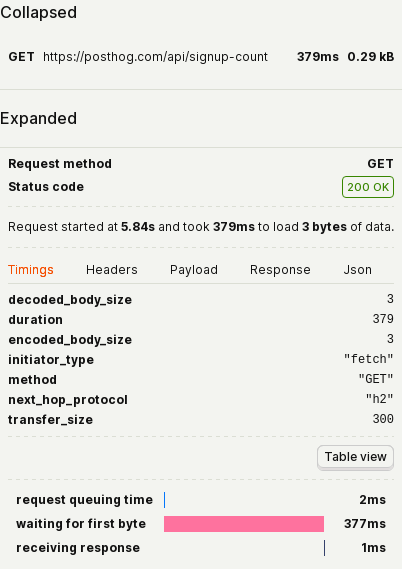 Collapsed
GET https://posthog.com/api/signup-count 379ms 0.29 kB
Expanded
Request method GET
Status code 200 OK
Request started at 5.84s and took 379ms to load 3 bytes of data.
Timings Headers Payload Response Json
decoded_body_size 3
duration 379
encoded_body_size 3
initiator_type "fetch"
method "GET"
next_hop_protocol "h2"
transfer_size 300
Table view
request queuing time 2ms
waiting for first byte 377ms
receiving response 1ms